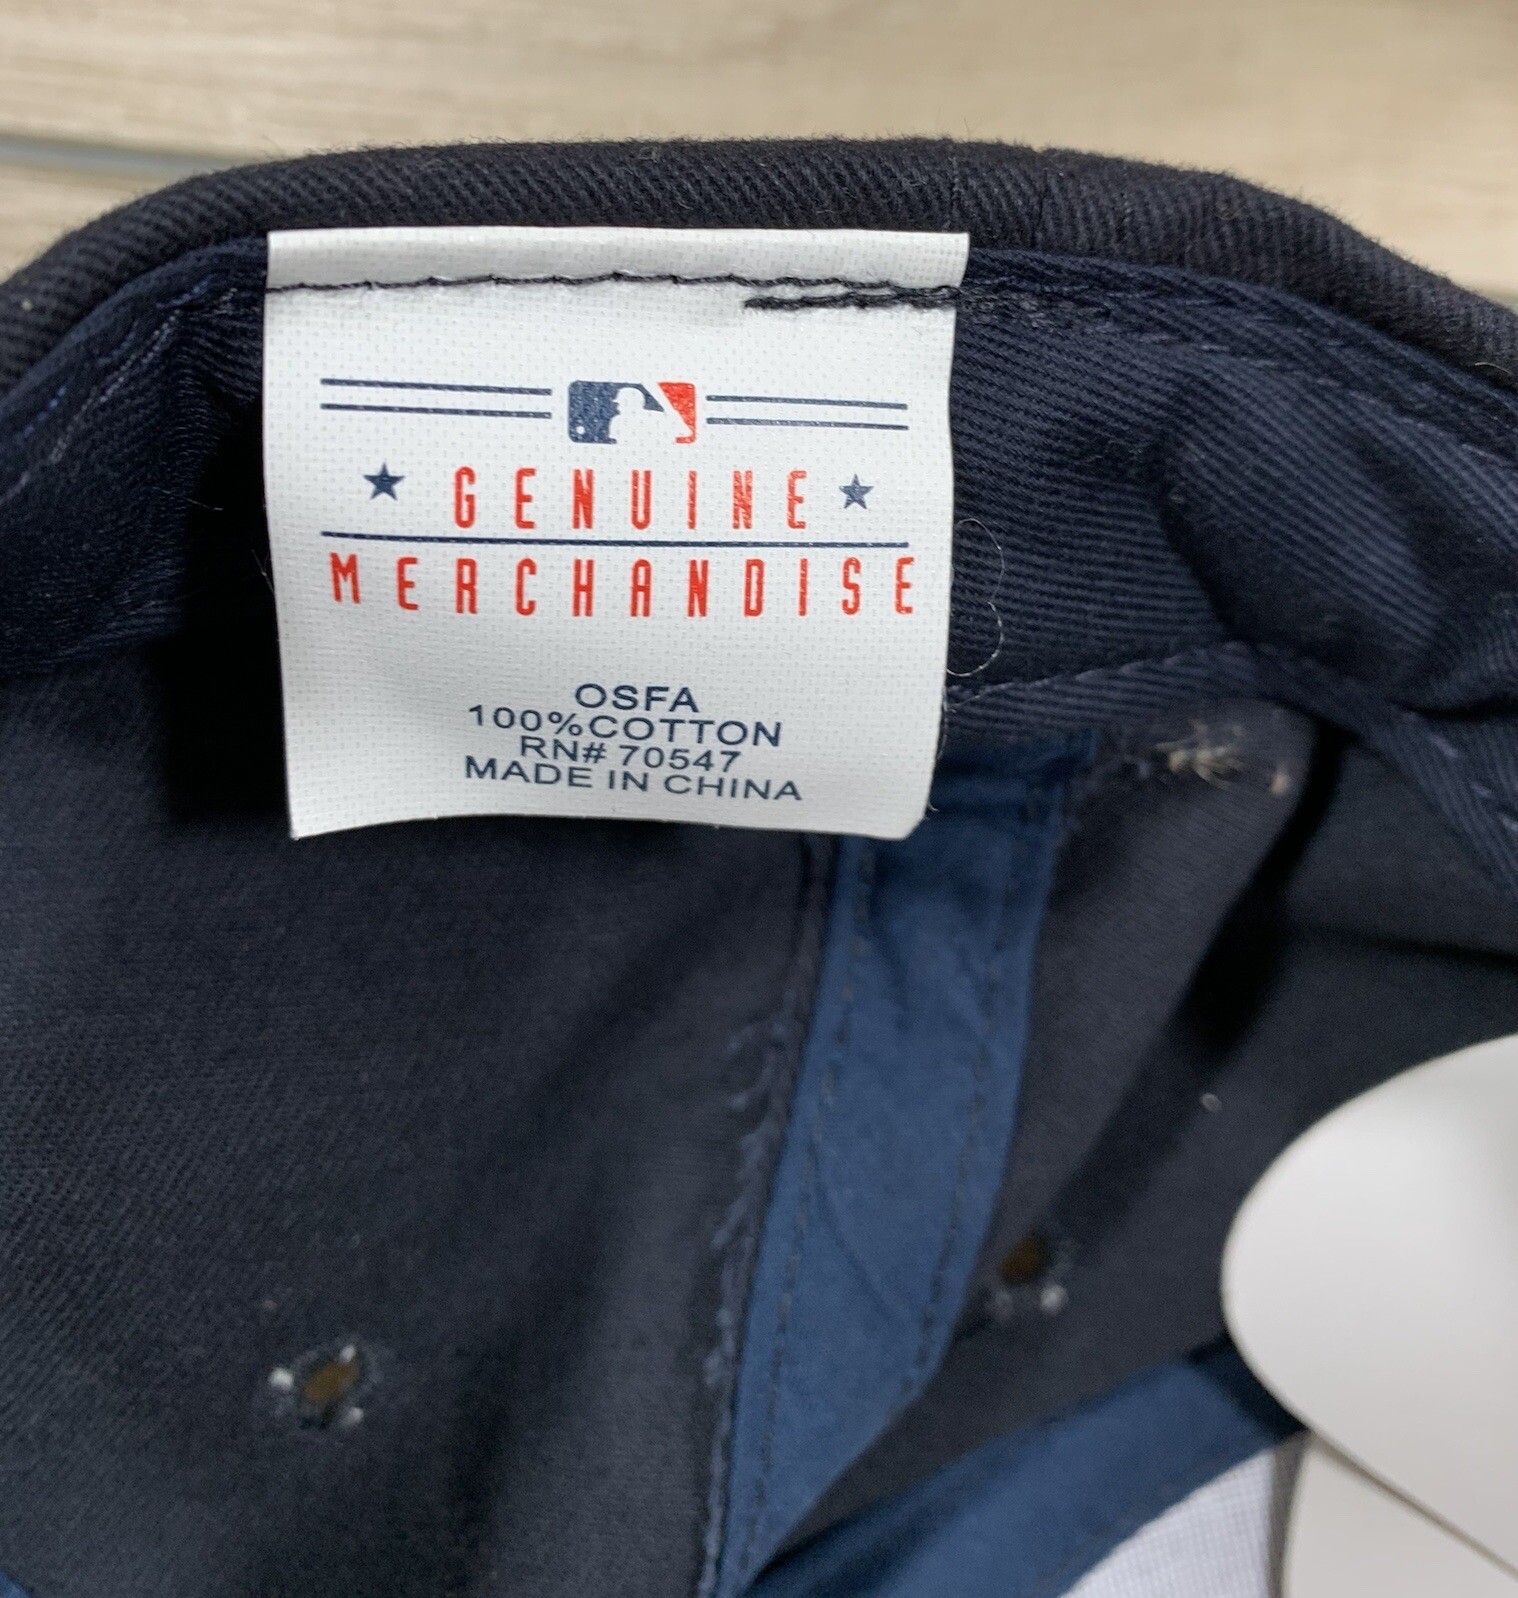 GENUINE
MERCHANDISE
OSFA
100%COTTON
RN# 70547
MADE IN CHINA